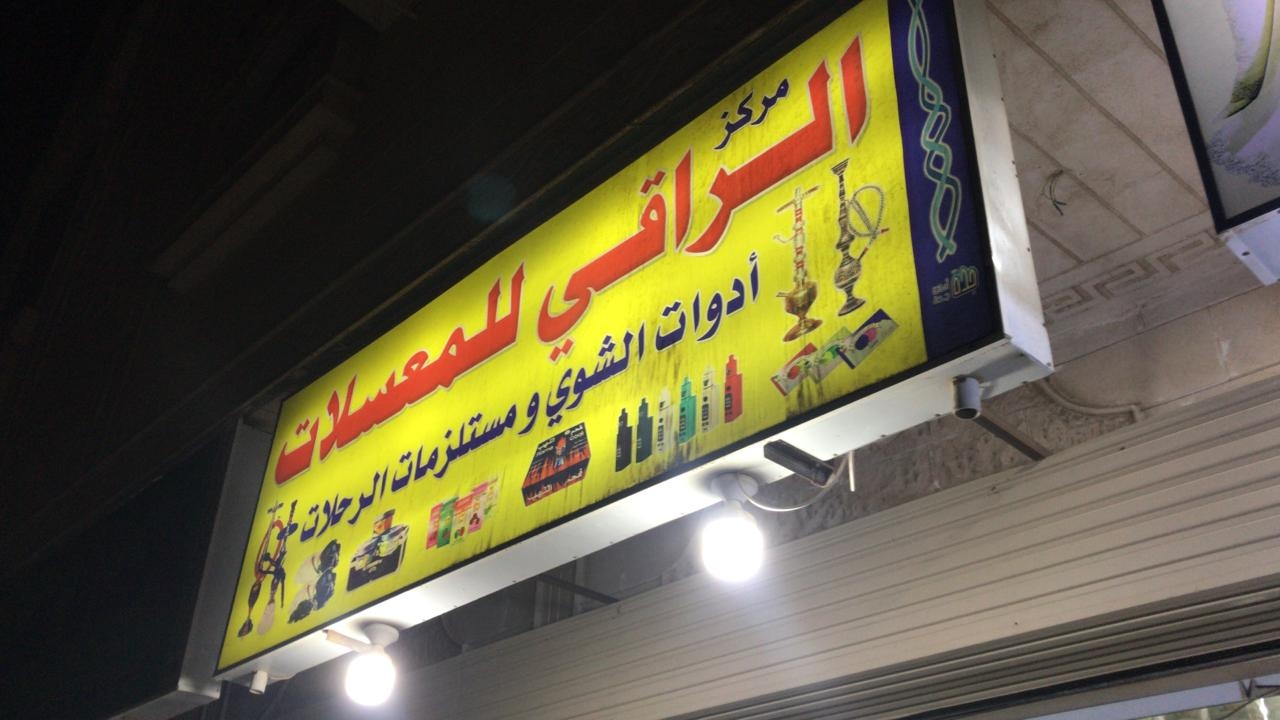 مركز
الراقي للمعسلات
أدوات الشوي و مستلزمات الرحلات